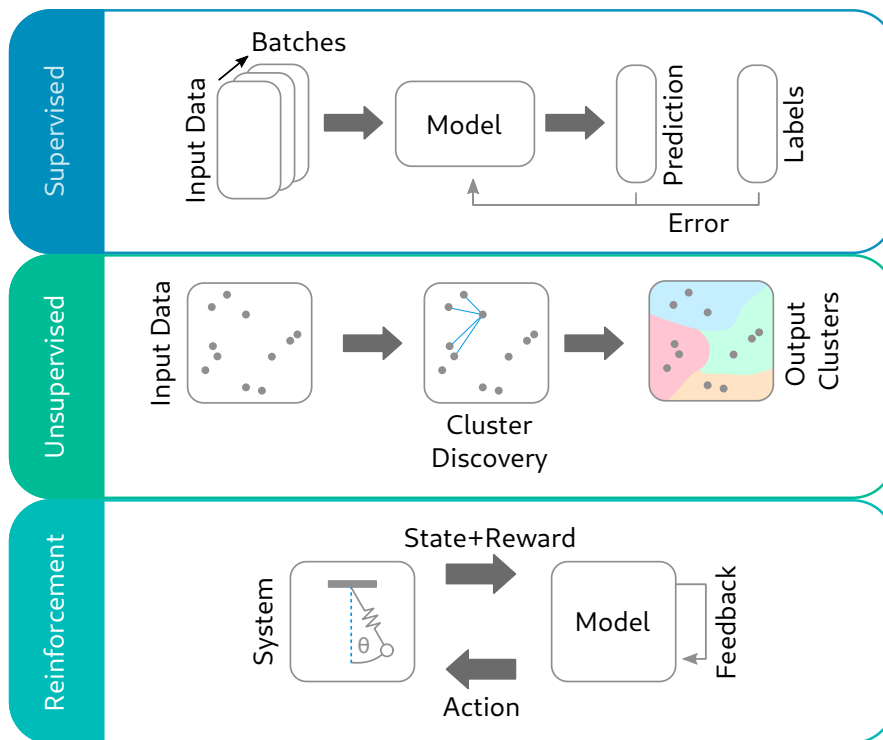 Supervised
Batches
Input Data
Model
Prediction
Labels
Error
Unsupervised
Input Data
Cluster
Discovery
Output
Clusters
Reinforcement
State+Reward
System
θ
Model
Feedback
Action